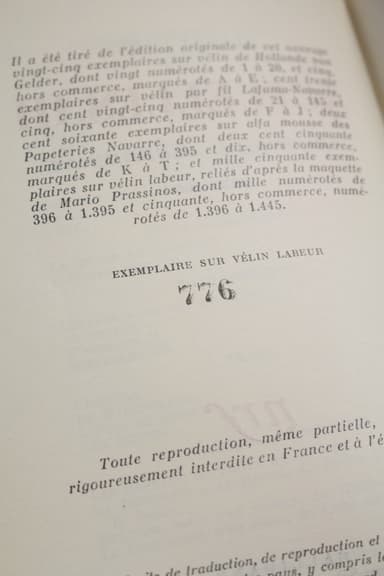 Il a été tiré de l'édition originale de cet ouvrage
vingt-cinq exemplaires sur vélin de Hollande van
Gelder, dont vingt numérotés de 1 à 20, et cinq,
hors commerce, marqués de A à E ; cent trente
exemplaires sur vélin pur fil Lafuma-Navarre,
dont cent vingt-cinq numérotés de 21 à 145 et
cinq, hors commerce, marqués de F à J ; deux
cent soixante exemplaires sur alfa mousse des
Papeteries Navarre, dont deux cent cinquante
numérotés de 146 à 395 et dix, hors commerce,
marqués de K à T ; et mille cinquante exem-
plaires sur vélin labeur, reliés d'après la maquette
de Mario Prassinos, dont mille numérotés de
396 à 1.395 et cinquante, hors commerce, numé-
rotés de 1.396 à 1.445.
EXEMPLAIRE SUR VÉLIN LABEUR
776
nrf
Toute reproduction, même partielle,
rigoureusement interdite en France et à l'é
de traduction, de reproduction et
pays, y compris la